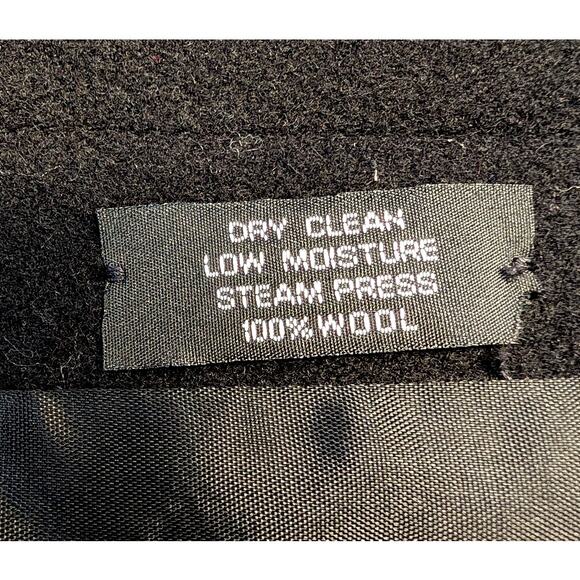 DRY CLEAN
LOW MOISTURE
STEAM PRESS
100% WOOL